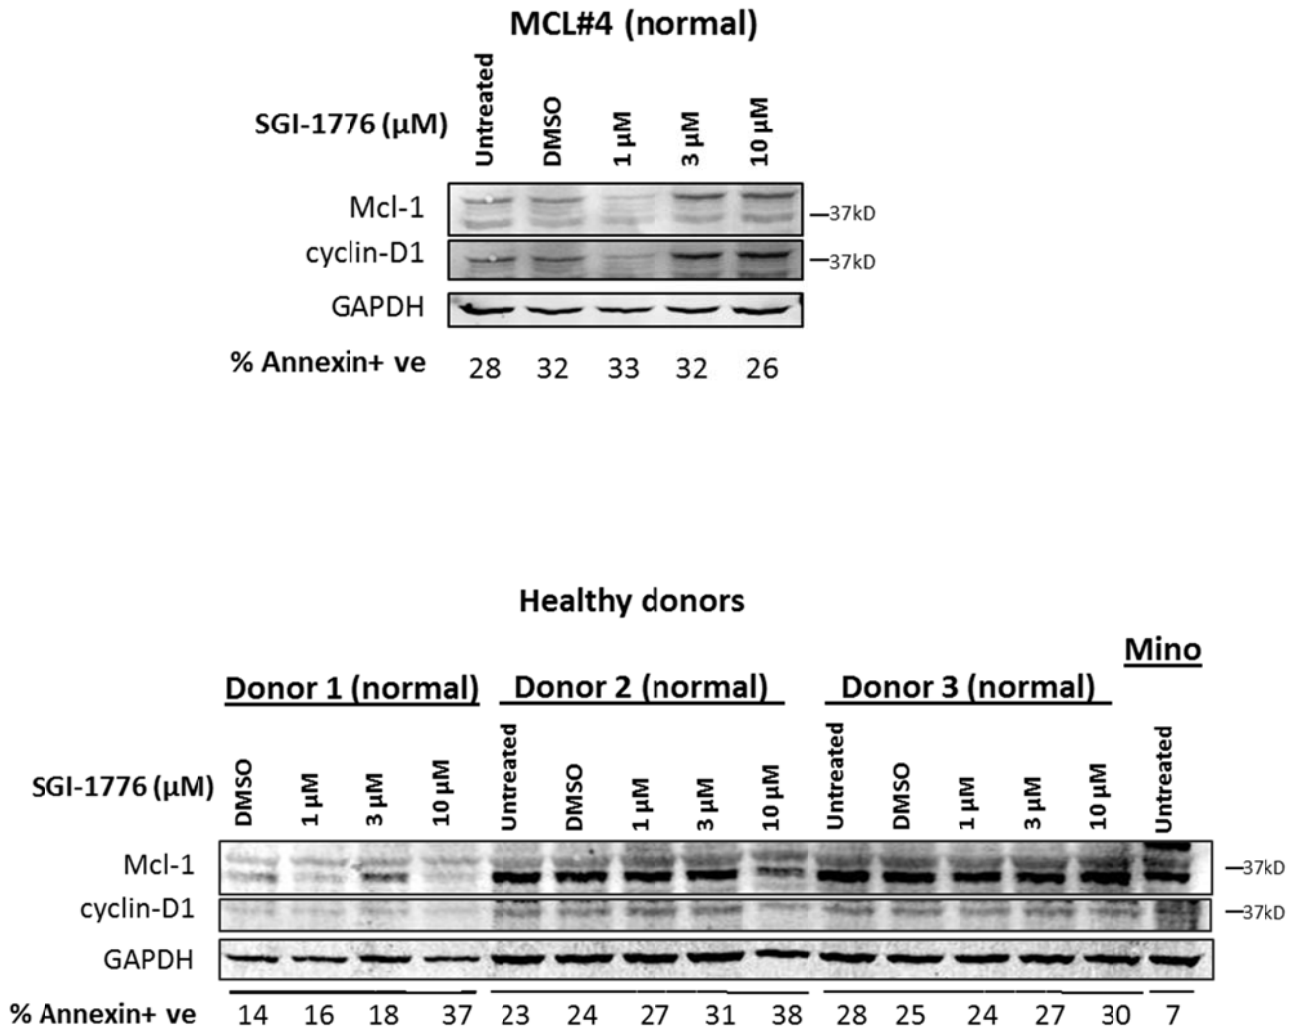 MCL#4 (normal)
SGI-1776 (µM) Untreated DMSO 1 µM 3 µM 10 µM
Mcl-1 —37kD
cyclin-D1 —37kD
GAPDH
% Annexin+ ve 28 32 33 32 26
Healthy donors
Mino
Donor 1 (normal) Donor 2 (normal) Donor 3 (normal)
SGI-1776 (µM) DMSO 1 µM 3 µM 10 µM Untreated DMSO 1 µM 3 µM 10 µM Untreated DMSO 1 µM 3 µM 10 µM Untreated
Mcl-1 —37kD
cyclin-D1 —37kD
GAPDH
% Annexin+ ve 14 16 18 37 23 24 27 31 38 28 25 24 27 30 7